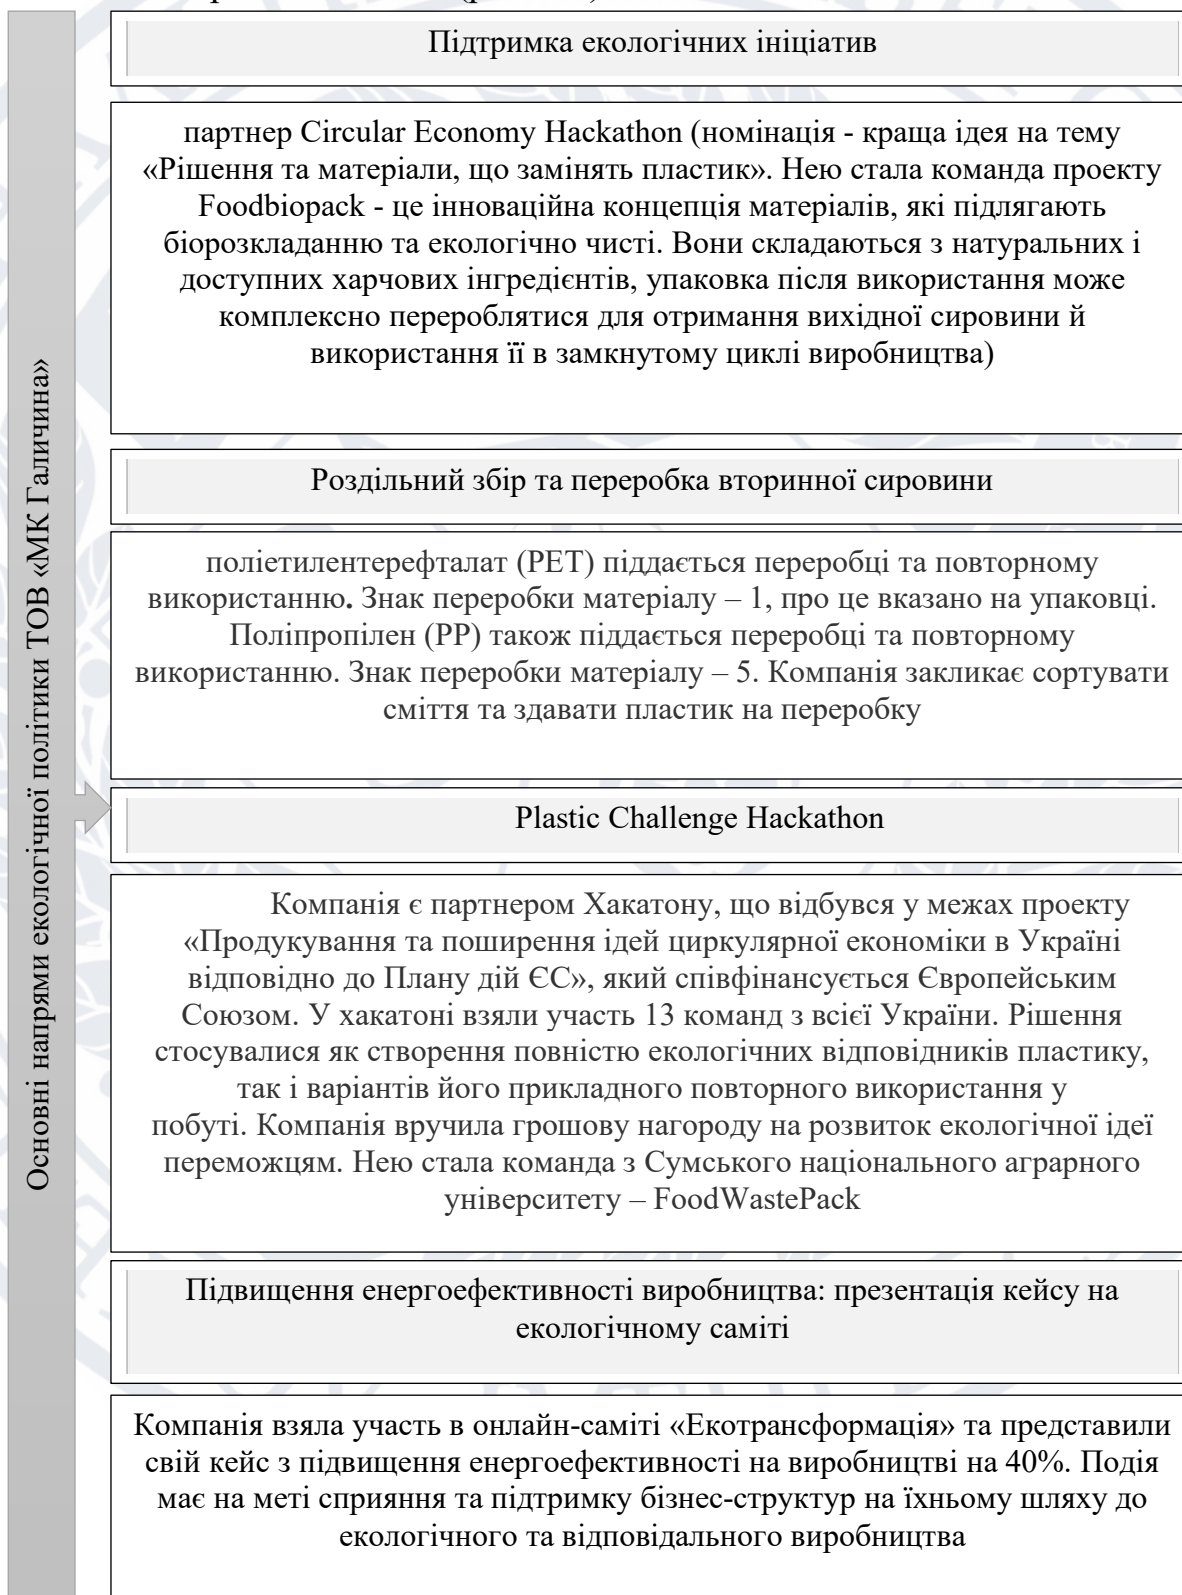 Підтримка екологічних ініціатив
партнер Circular Economy Hackathon (номінація - краща ідея на тему
«Рішення та матеріали, що замінять пластик». Нею стала команда проекту
Foodbiopack - це інноваційна концепція матеріалів, які підлягають
біорозкладанню та екологічно чисті. Вони складаються з натуральних і
доступних харчових інгредієнтів, упаковка після використання може
комплексно перероблятися для отримання вихідної сировини й
використання її в замкнутому циклі виробництва)
Роздільний збір та переробка вторинної сировини
поліетилентерефталат (PET) піддається переробці та повторному
використанню. Знак переробки матеріалу – 1, про це вказано на упаковці.
Поліпропілен (PP) також піддається переробці та повторному
використанню. Знак переробки матеріалу – 5. Компанія закликає сортувати
сміття та здавати пластик на переробку
Plastic Challenge Hackathon
Компанія є партнером Хакатону, що відбувся у межах проекту
«Продукування та поширення ідей циркулярної економіки в Україні
відповідно до Плану дій ЄС», який співфінансується Європейським
Союзом. У хакатоні взяли участь 13 команд з всієї України. Рішення
стосувалися як створення повністю екологічних відповідників пластику,
так і варіантів його прикладного повторного використання у
побуті. Компанія вручила грошову нагороду на розвиток екологічної ідеї
переможцям. Нею стала команда з Сумського національного аграрного
університету – FoodWastePack
Підвищення енергоефективності виробництва: презентація кейсу на
екологічному саміті
Компанія взяла участь в онлайн-саміті «Екотрансформація» та представили
свій кейс з підвищення енергоефективності на виробництві на 40%. Подія
має на меті сприяння та підтримку бізнес-структур на їхньому шляху до
екологічного та відповідального виробництва
Основні напрями екологічної політики ТОВ «МК Галичина»